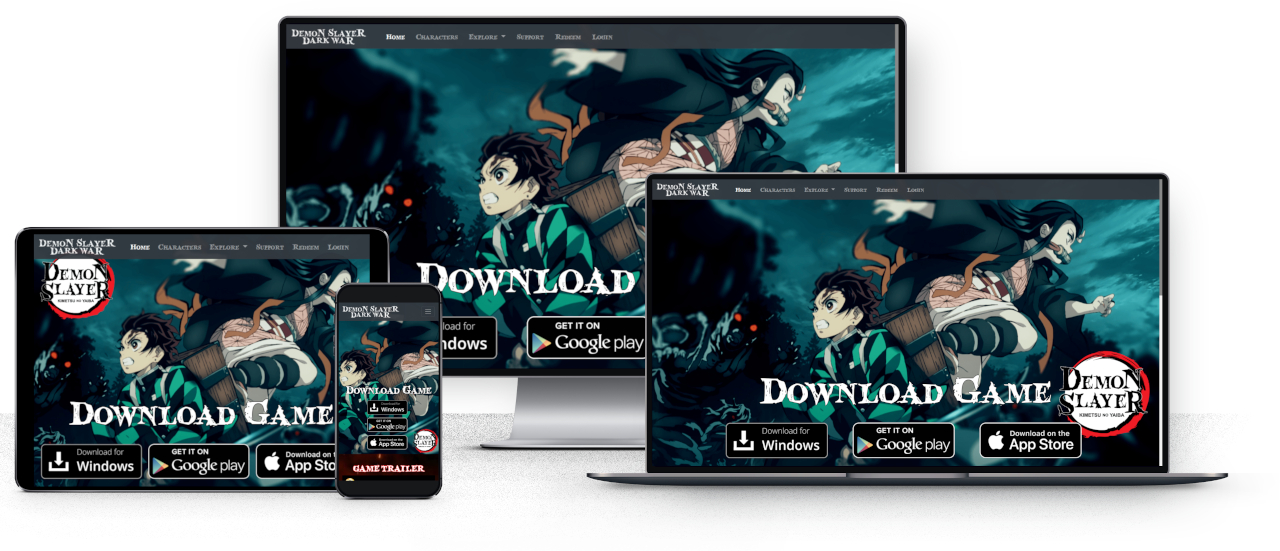 DEMON SLAYER
DARK WAR
HOME CHARACTERS EXPLORE SUPPORT REDEEM LOGIN
DOWNLOAD
load for
ndows
GET IT ON
Google play
DEMON SLAYER
DARK WAR
HOME CHARACTERS EXPLORE SUPPORT REDEEM LOGIN
DOWNLOAD GAME
DEMON
SLAYER
KIMETSU NO YAIBA
Download for
Windows
GET IT ON
Google play
Download on the
App Store
DEMON SLAYER
DARK WAR
HOME CHARACTERS EXPLORE SUPPORT REDEEM LOGIN
DEMON
SLAYER
KIMETSU NO YAIBA
DOWNLOAD GAME
Download for
Windows
GET IT ON
Google play
Download on
App Sto
DEMON SLAYER
DARK WAR
DOWNLOAD GAME
Download For
Windows
GET IT ON
Google play
Download on the
App Store
DEMON
SLAYER
GAME TRAILER